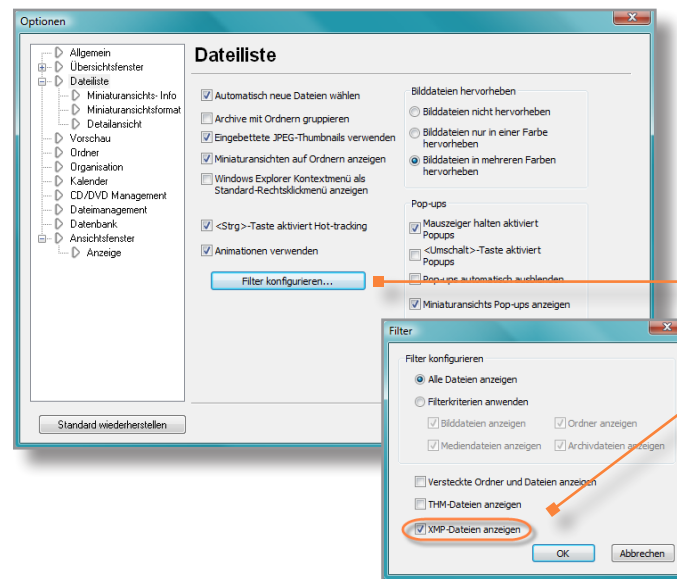 Optionen
Allgemein
Übersichtsfenster
Dateiliste
Miniaturansichts- Info
Miniaturansichtsformat
Detailansicht
Vorschau
Ordner
Organisation
Kalender
CD/DVD Management
Dateimanagement
Datenbank
Ansichtsfenster
Anzeige
Standard wiederherstellen
Dateiliste
Automatisch neue Dateien wählen
Archive mit Ordnern gruppieren
Eingebettete JPEG-Thumbnails verwenden
Miniaturansichten auf Ordnern anzeigen
Windows Explorer Kontextmenü als
Standard-Rechtsklickmenü anzeigen
<Strg>-Taste aktiviert Hot-tracking
Animationen verwenden
Filter konfigurieren...
Bilddateien hervorheben
Bilddateien nicht hervorheben
Bilddateien nur in einer Farbe
hervorheben
Bilddateien in mehreren Farben
hervorheben
Pop-ups
Mauszeiger halten aktiviert
Popups
<Umschalt>-Taste aktiviert
Popups
Pop-ups automatisch ausblenden
Miniaturansichts Pop-ups anzeigen
Filter
Filter konfigurieren
Alle Dateien anzeigen
Filterkriterien anwenden
Bilddateien anzeigen
Ordner anzeigen
Mediendateien anzeigen
Archivdateien anzeigen
Versteckte Ordner und Dateien anzeigen
THM-Dateien anzeigen
XMP-Dateien anzeigen
OK
Abbrechen